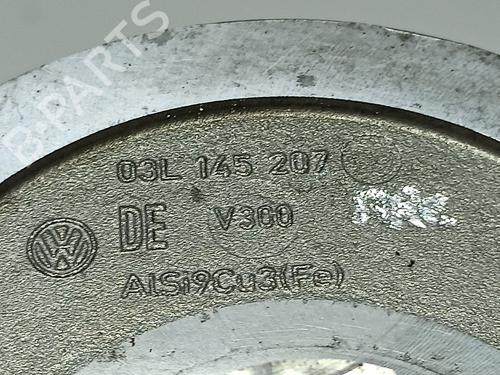 B-PARTS
03L 145 207
DE V300
AlSi9Cu3(Fe)